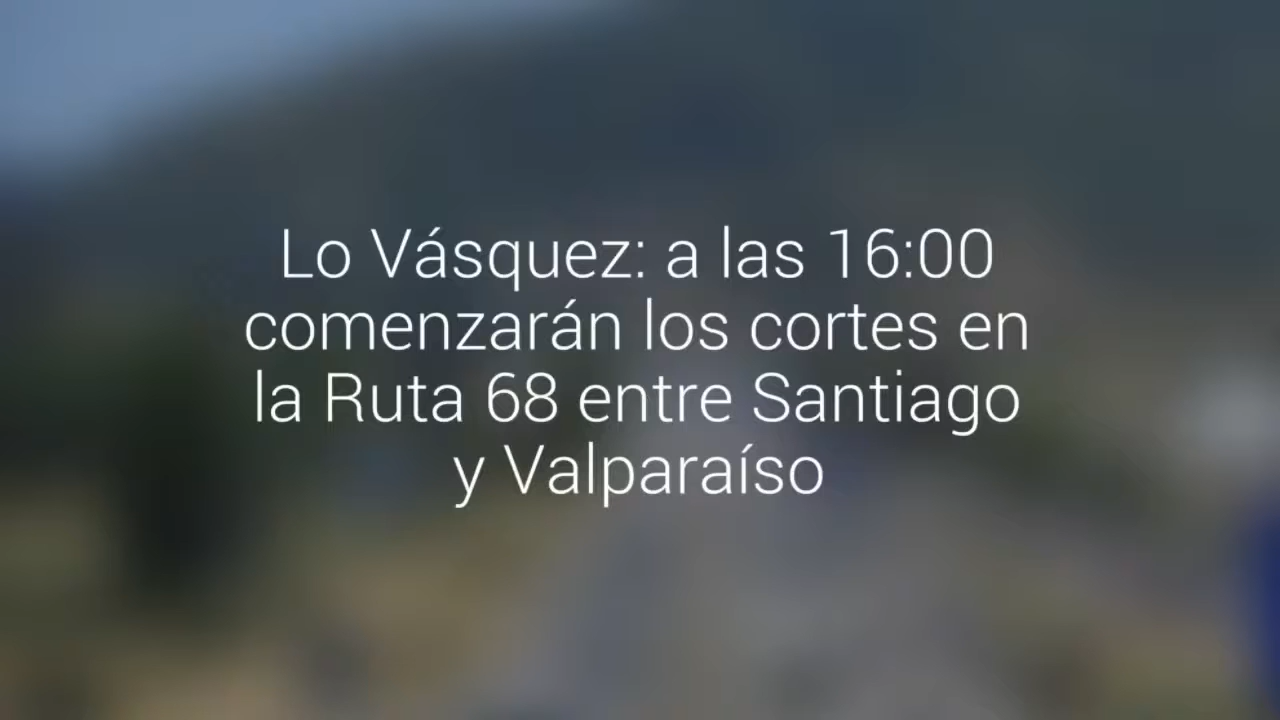 Lo Vásquez: a las 16:00
comenzarán los cortes en
la Ruta 68 entre Santiago
y Valparaíso